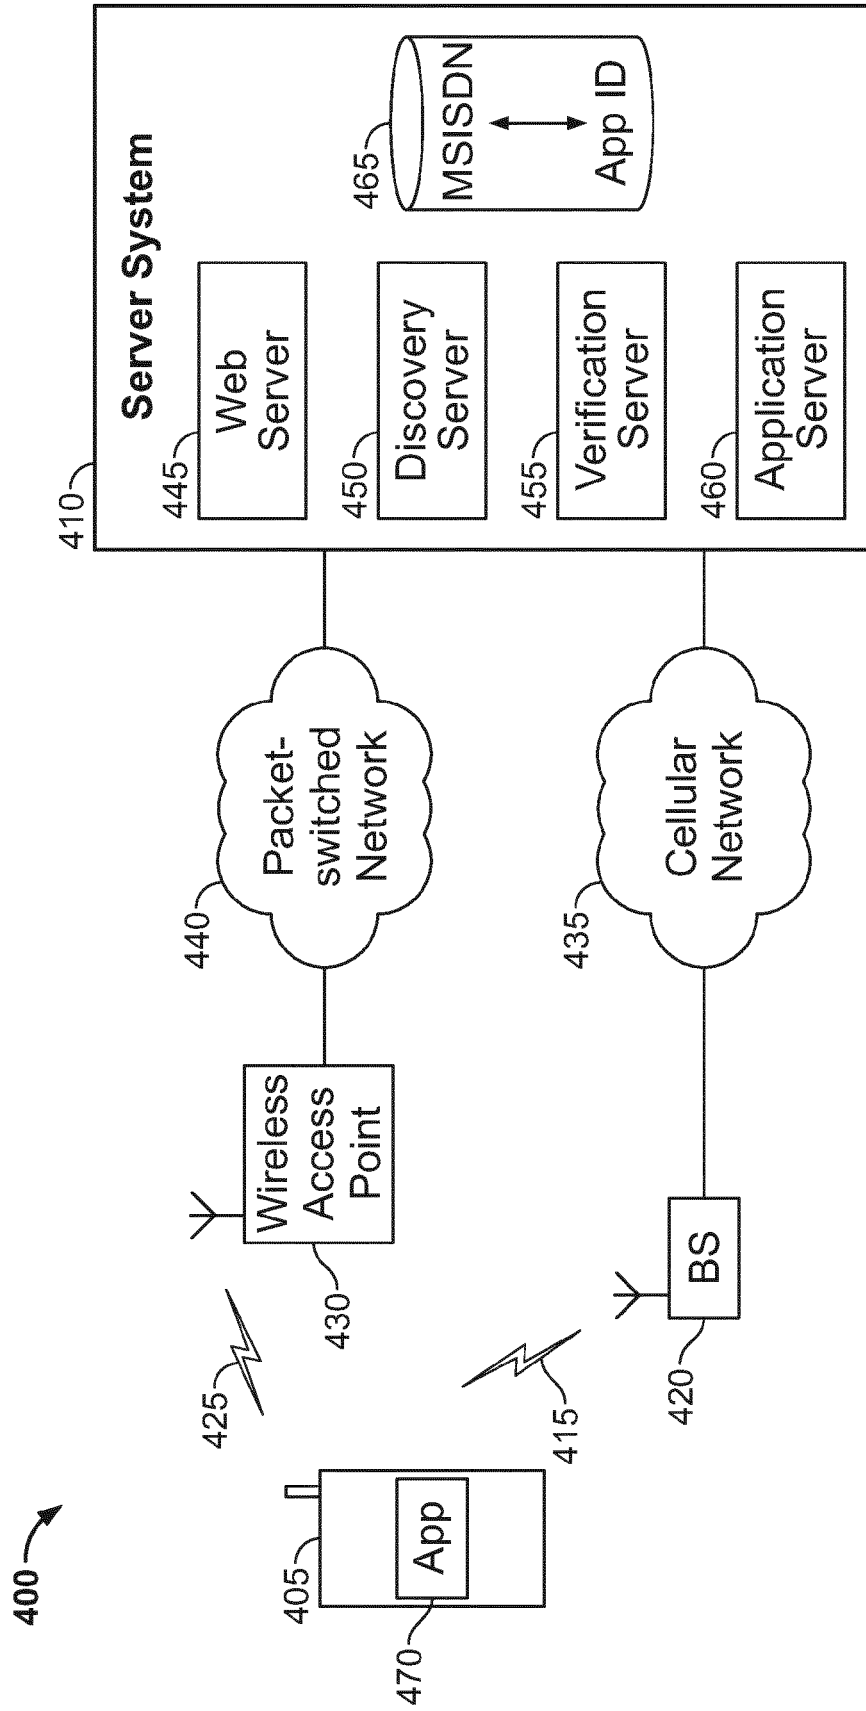 400
405
App
470
425
415
Wireless
Access
Point
430
BS
420
Packet-
switched
Network
440
Cellular
Network
435
410
Server System
445
Web
Server
450
Discovery
Server
455
Verification
Server
460
Application
Server
465
MSISDN
App ID